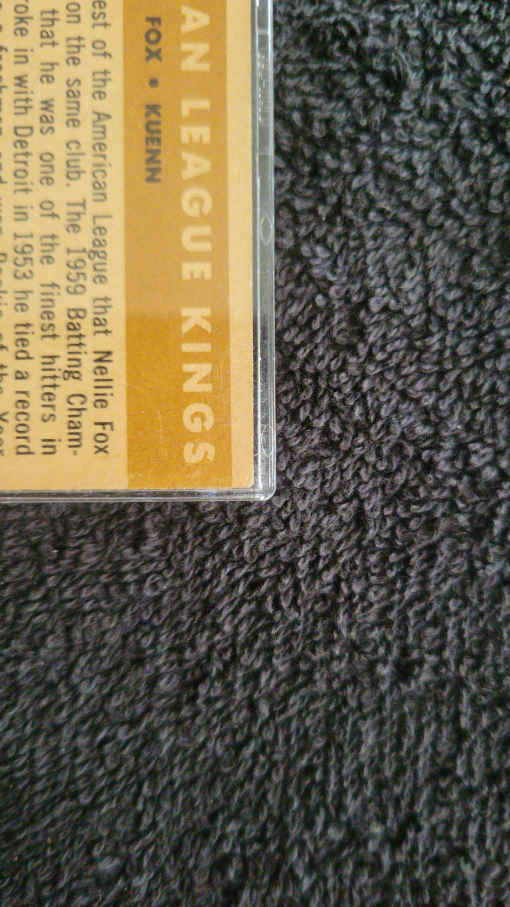 AN LEAGUE KINGS
FOX • KUENN
est of the American League that Nellie Fox
on the same club. The 1959 Batting Cham-
that he was one of the finest hitters in
roke in with Detroit in 1953 he tied a record